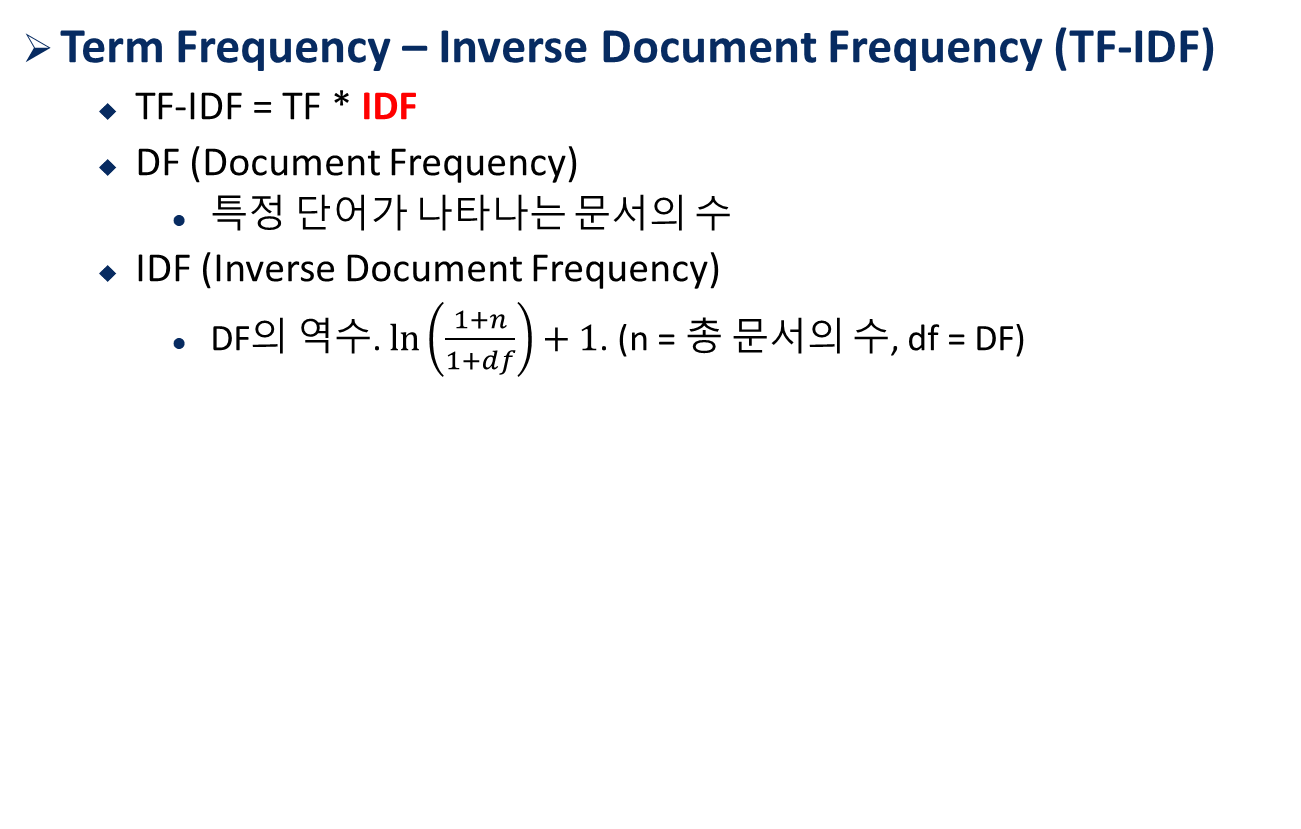 Term Frequency – Inverse Document Frequency (TF-IDF)
TF-IDF = TF * IDF
DF (Document Frequency)
특정 단어가 나타나는 문서의 수
IDF (Inverse Document Frequency)
DF의 역수. ln((1+n)/(1+df)) + 1. (n = 총 문서의 수, df = DF)